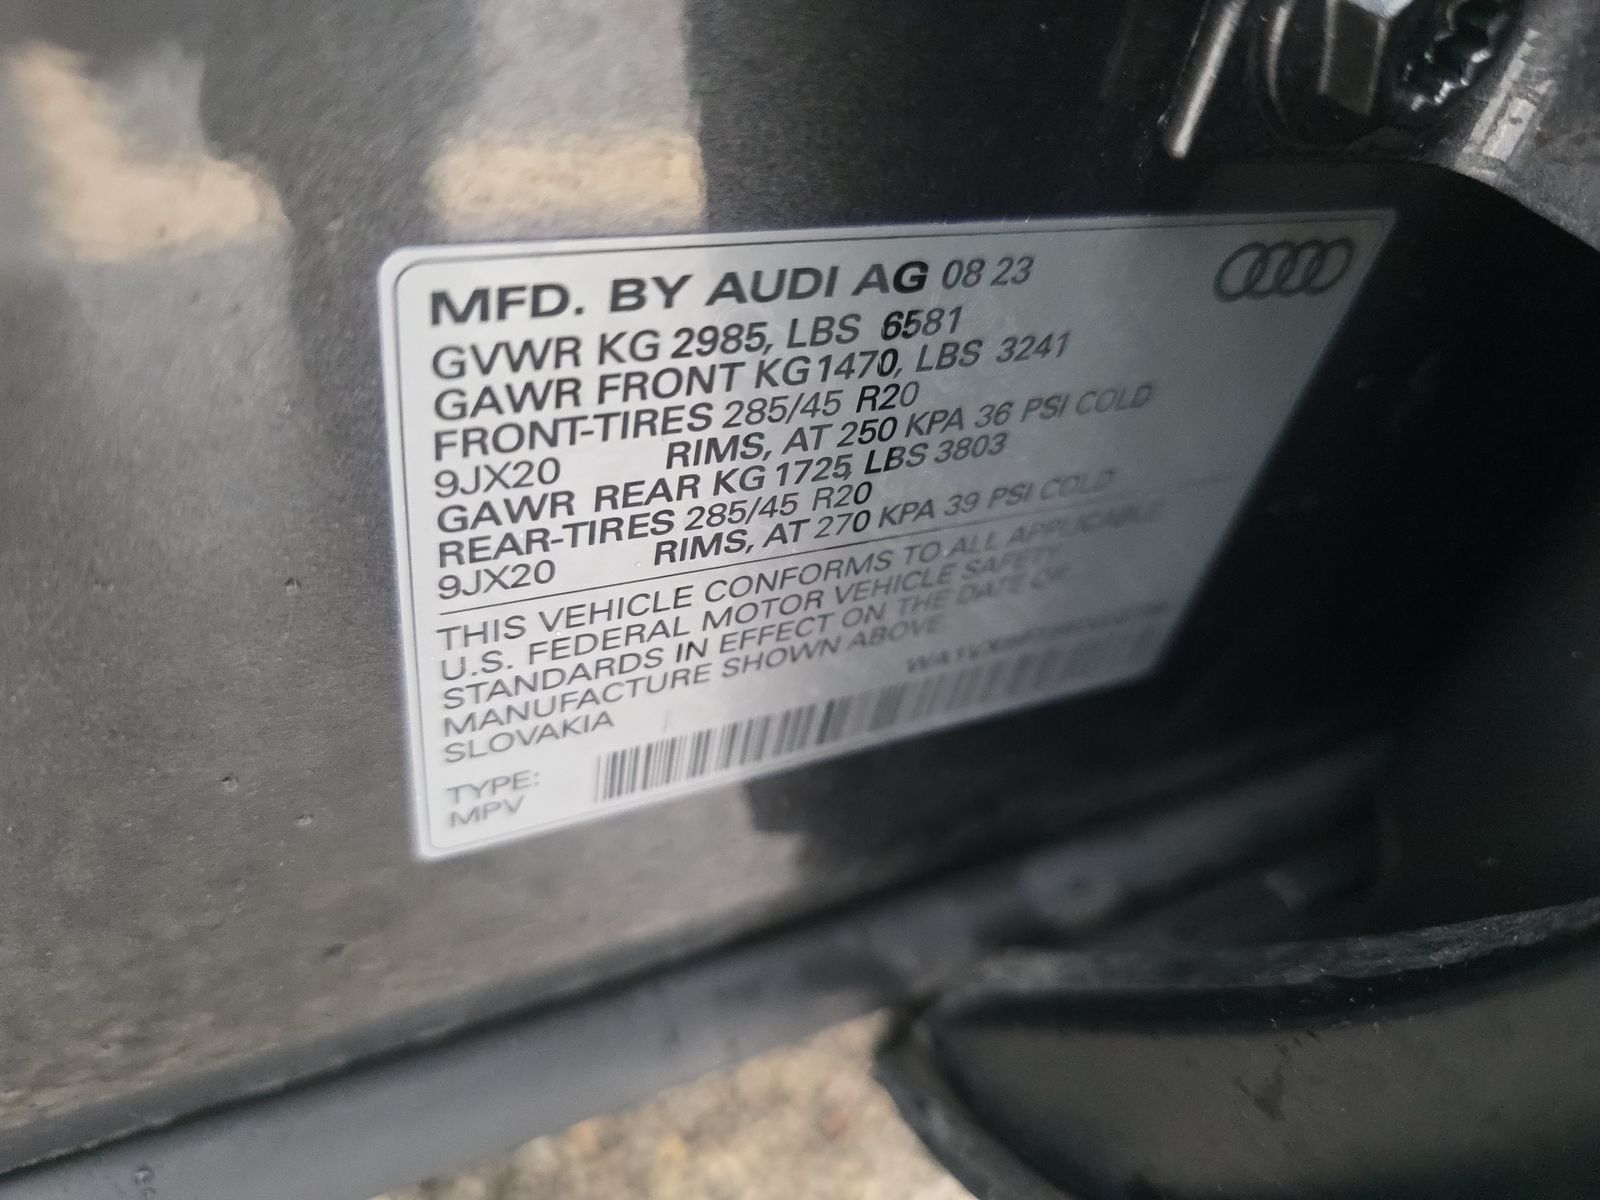 MFD. BY AUDI AG 08 23
GVWR KG 2985, LBS 6581
GAWR FRONT KG 1470, LBS 3241
FRONT-TIRES 285/45 R20
9JX20 RIMS, AT 250 KPA 36 PSI COLD
GAWR REAR KG 1725, LBS 3803
REAR-TIRES 285/45 R20
9JX20 RIMS, AT 270 KPA 39 PSI COLD
THIS VEHICLE CONFORMS TO ALL APPLICABLE
U.S. FEDERAL MOTOR VEHICLE SAFETY
STANDARDS IN EFFECT ON THE DATE OF
MANUFACTURE SHOWN ABOVE
SLOVAKIA
TYPE:
MPV